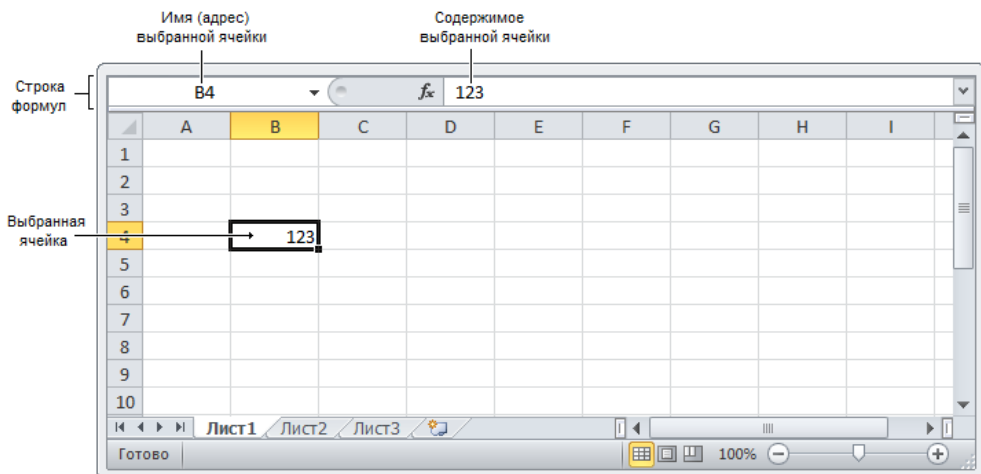 Имя (адрес)
выбранной ячейки
Содержимое
выбранной ячейки
Строка
формул
B4
fx
123
A B C D E F G H I
1
2
3
Выбранная
ячейка
4 123
5
6
7
8
9
10
Лист1 Лист2 Лист3
Готово 100%